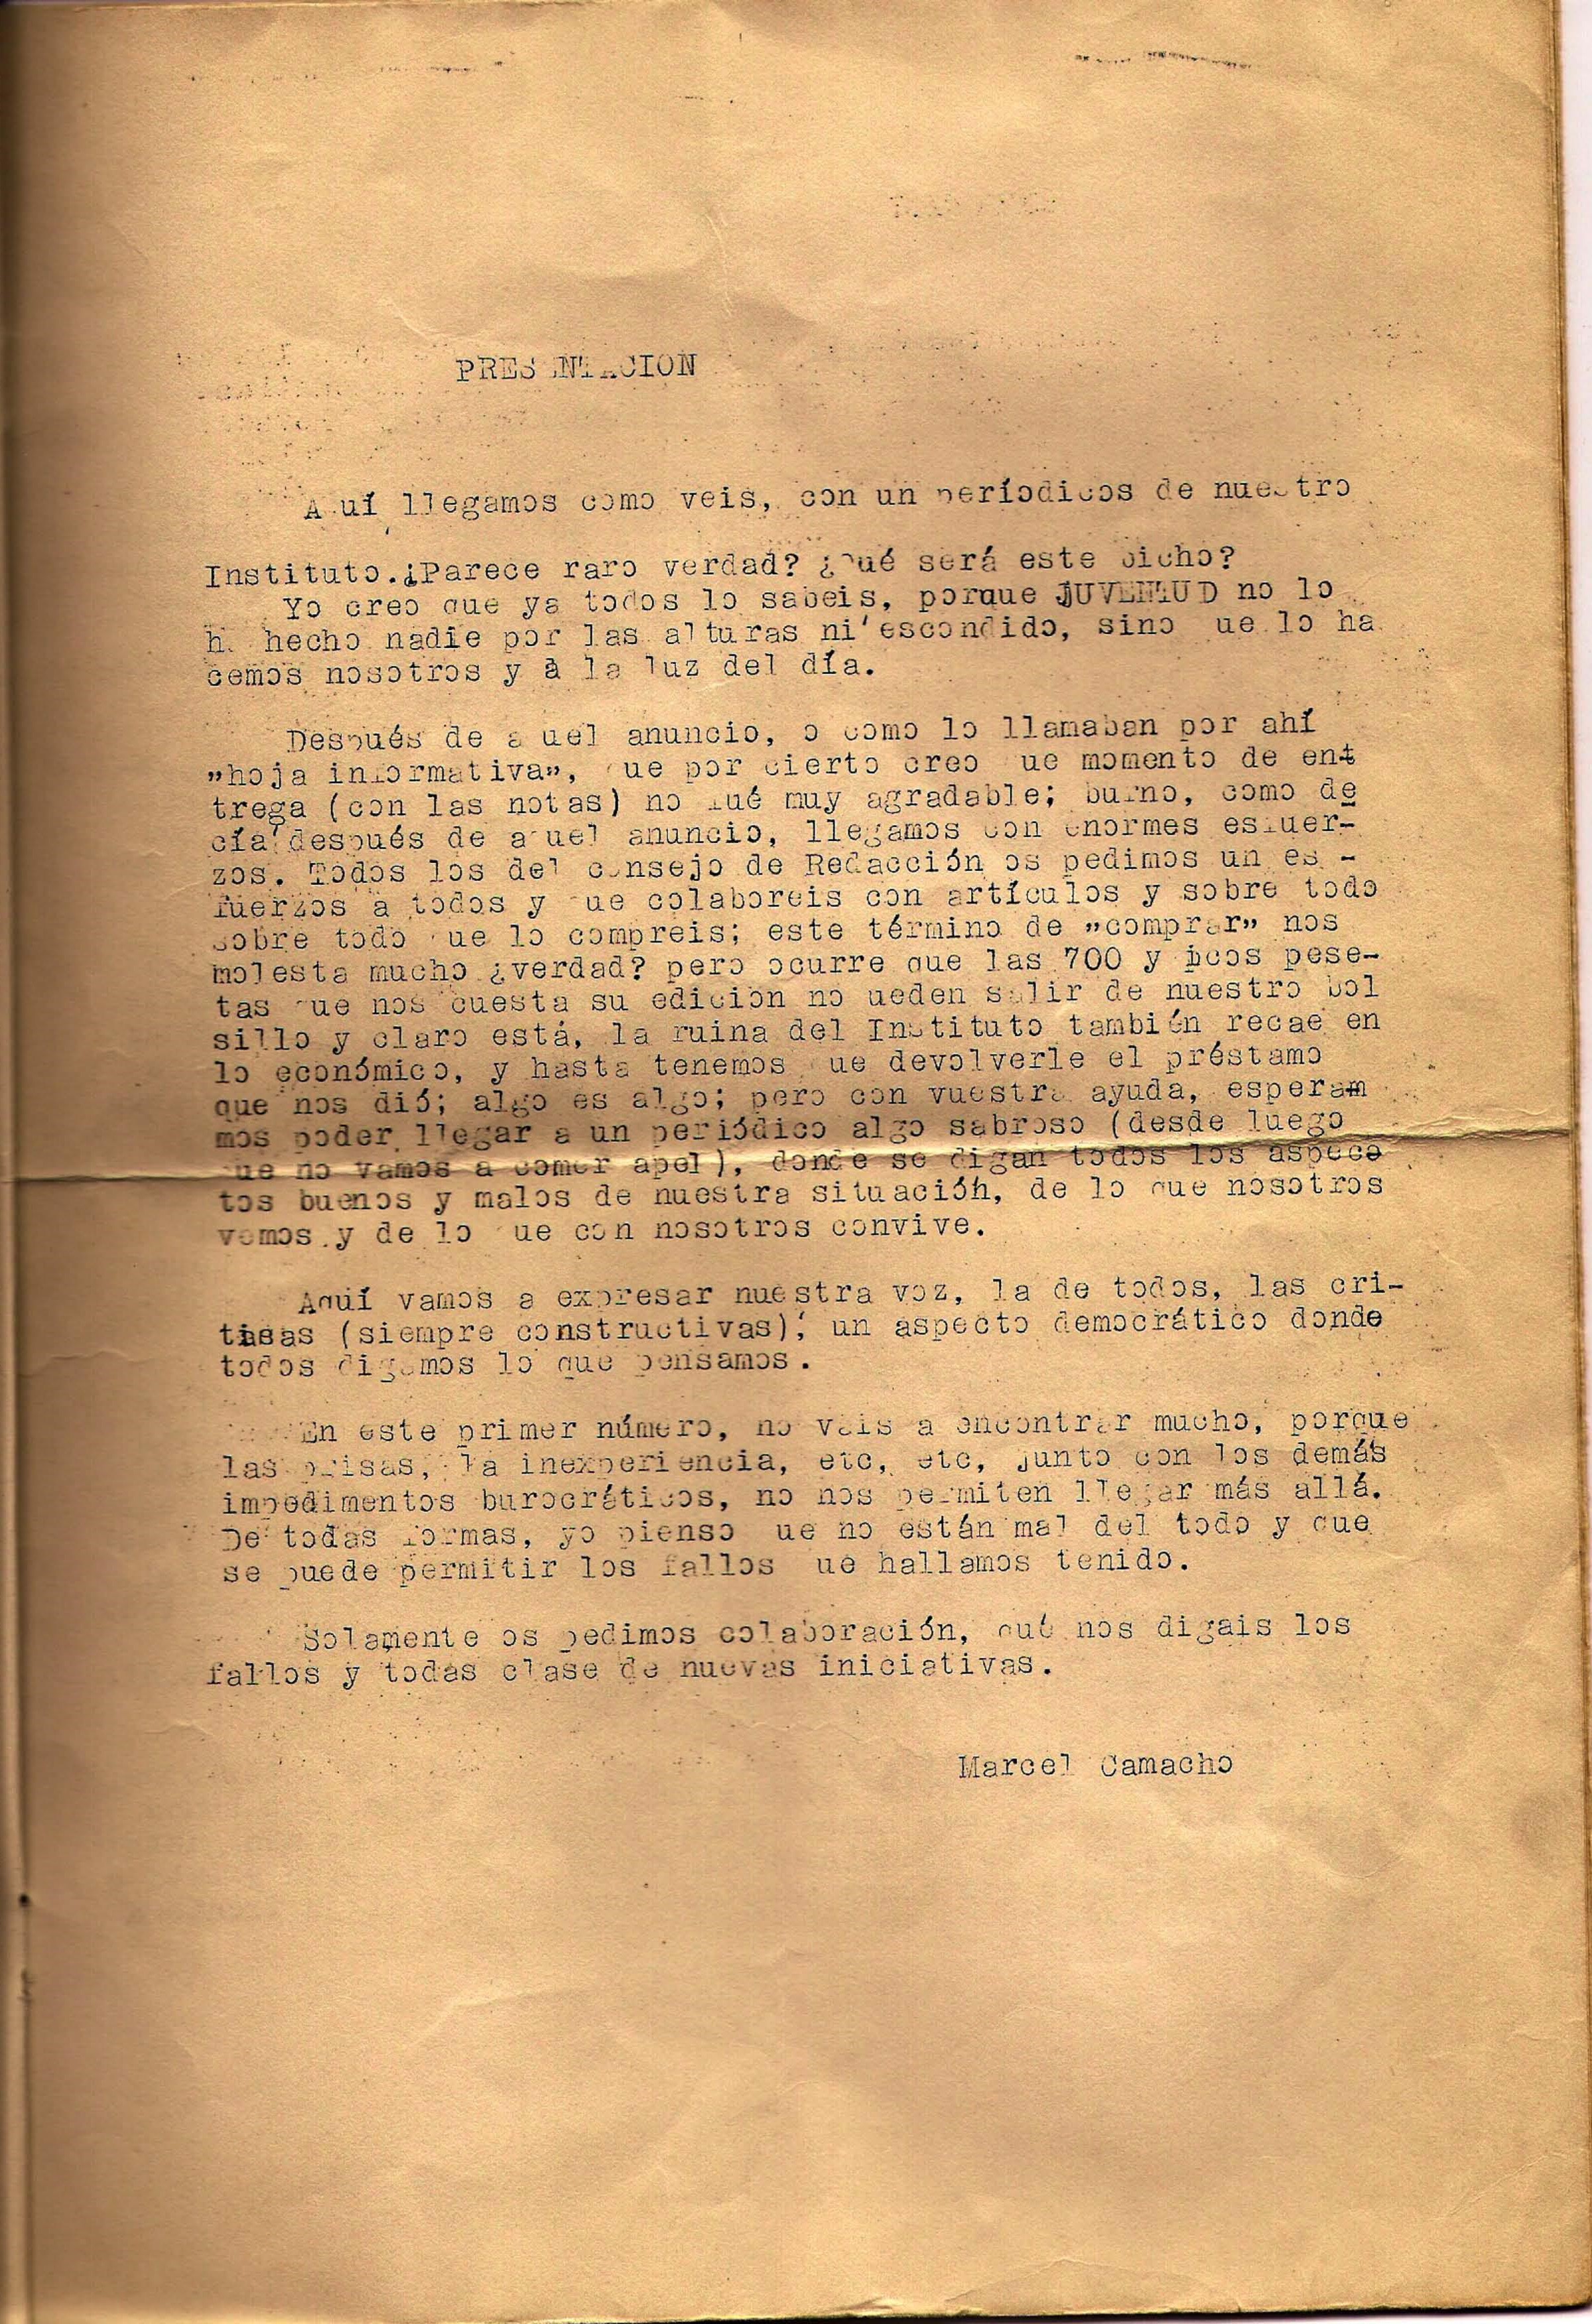 PRESENTACION
Aquí llegamos como veis, con un períodicos de nuestro
Instituto.¿Parece raro verdad? ¿Qué será este bicho?
Yo creo que ya todos lo sabeis, porque JUVENTUD no lo
ha hecho nadie por las alturas ni escondido, sino que lo ha
cemos nosotros y a la luz del día.
Después de aquel anuncio, o como lo llamaban por ahí
"hoja informativa", que por cierto creo que momento de ent
trega (con las notas) no fué muy agradable; bueno, como de
cía después de aquel anuncio, llegamos con enormes esfuer-
zos. Todos los del consejo de Redacción os pedimos un es -
fuerzos a todos y que colaboreis con artículos y sobre todo
sobre todo que lo compreis; este término de "comprar" nos
molesta mucho ¿verdad? pero ocurre que las 700 y picos pese-
tas que nos cuesta su edición no ueden salir de nuestro bol
sillo y claro está, la ruina del Instituto también recae en
lo económico, y hasta tenemos que devolverle el préstamo
que nos dió; algo es algo; pero con vuestra ayuda, esperam
mos poder llegar a un periódico algo sabroso (desde luego
que no vamos a comer apel), donde se digan todos los aspece
tos buenos y malos de nuestra situación, de lo que nosotros
vemos y de lo que con nosotros convive.
Aquí vamos a expresar nuestra voz, la de todos, las cri-
ticas (siempre constructivas), un aspecto democrático donde
todos digamos lo que pensamos.
En este primer número, no vais a encontrar mucho, porque
las prisas, la inexperiencia, etc, etc, junto con los demás
impedimentos burocráticos, no nos permiten llegar más allá.
De todas formas, yo pienso que no están mal del todo y que
se puede permitir los fallos que hallamos tenido.
Solamente os pedimos colaboración, qué nos digais los
fallos y todas clase de nuevas iniciativas.
Marcel Camacho